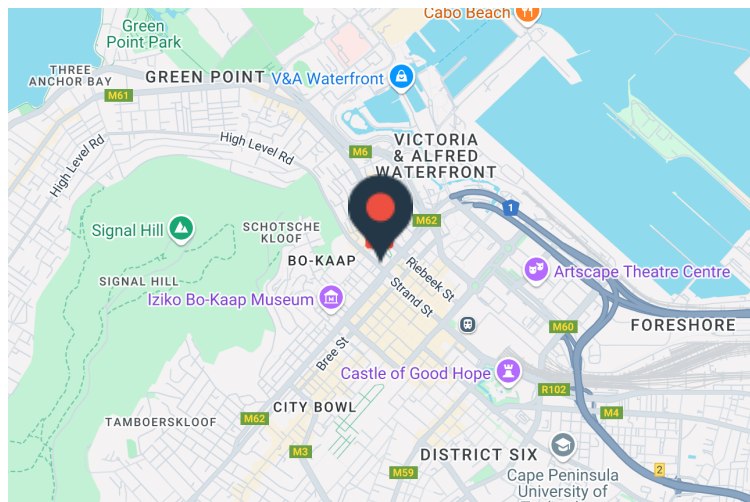 Cabo Beach
Green
Point Park
THREE
ANCHOR BAY
GREEN POINT
V&A Waterfront
M61
High Level Rd
High Level Rd
M6
VICTORIA
& ALFRED
WATERFRONT
1
M62
Signal Hill
SCHOTSCHE
KLOOF
BO-KAAP
Riebeek St
Artscape Theatre Centre
SIGNAL HILL
Iziko Bo-Kaap Museum
Strand St
M60
FORESHORE
Bree St
Castle of Good Hope
R102
CITY BOWL
M4
M62
TAMBOERSKLOOF
M3
DISTRICT SIX
M59
2
Cape Peninsula
University of